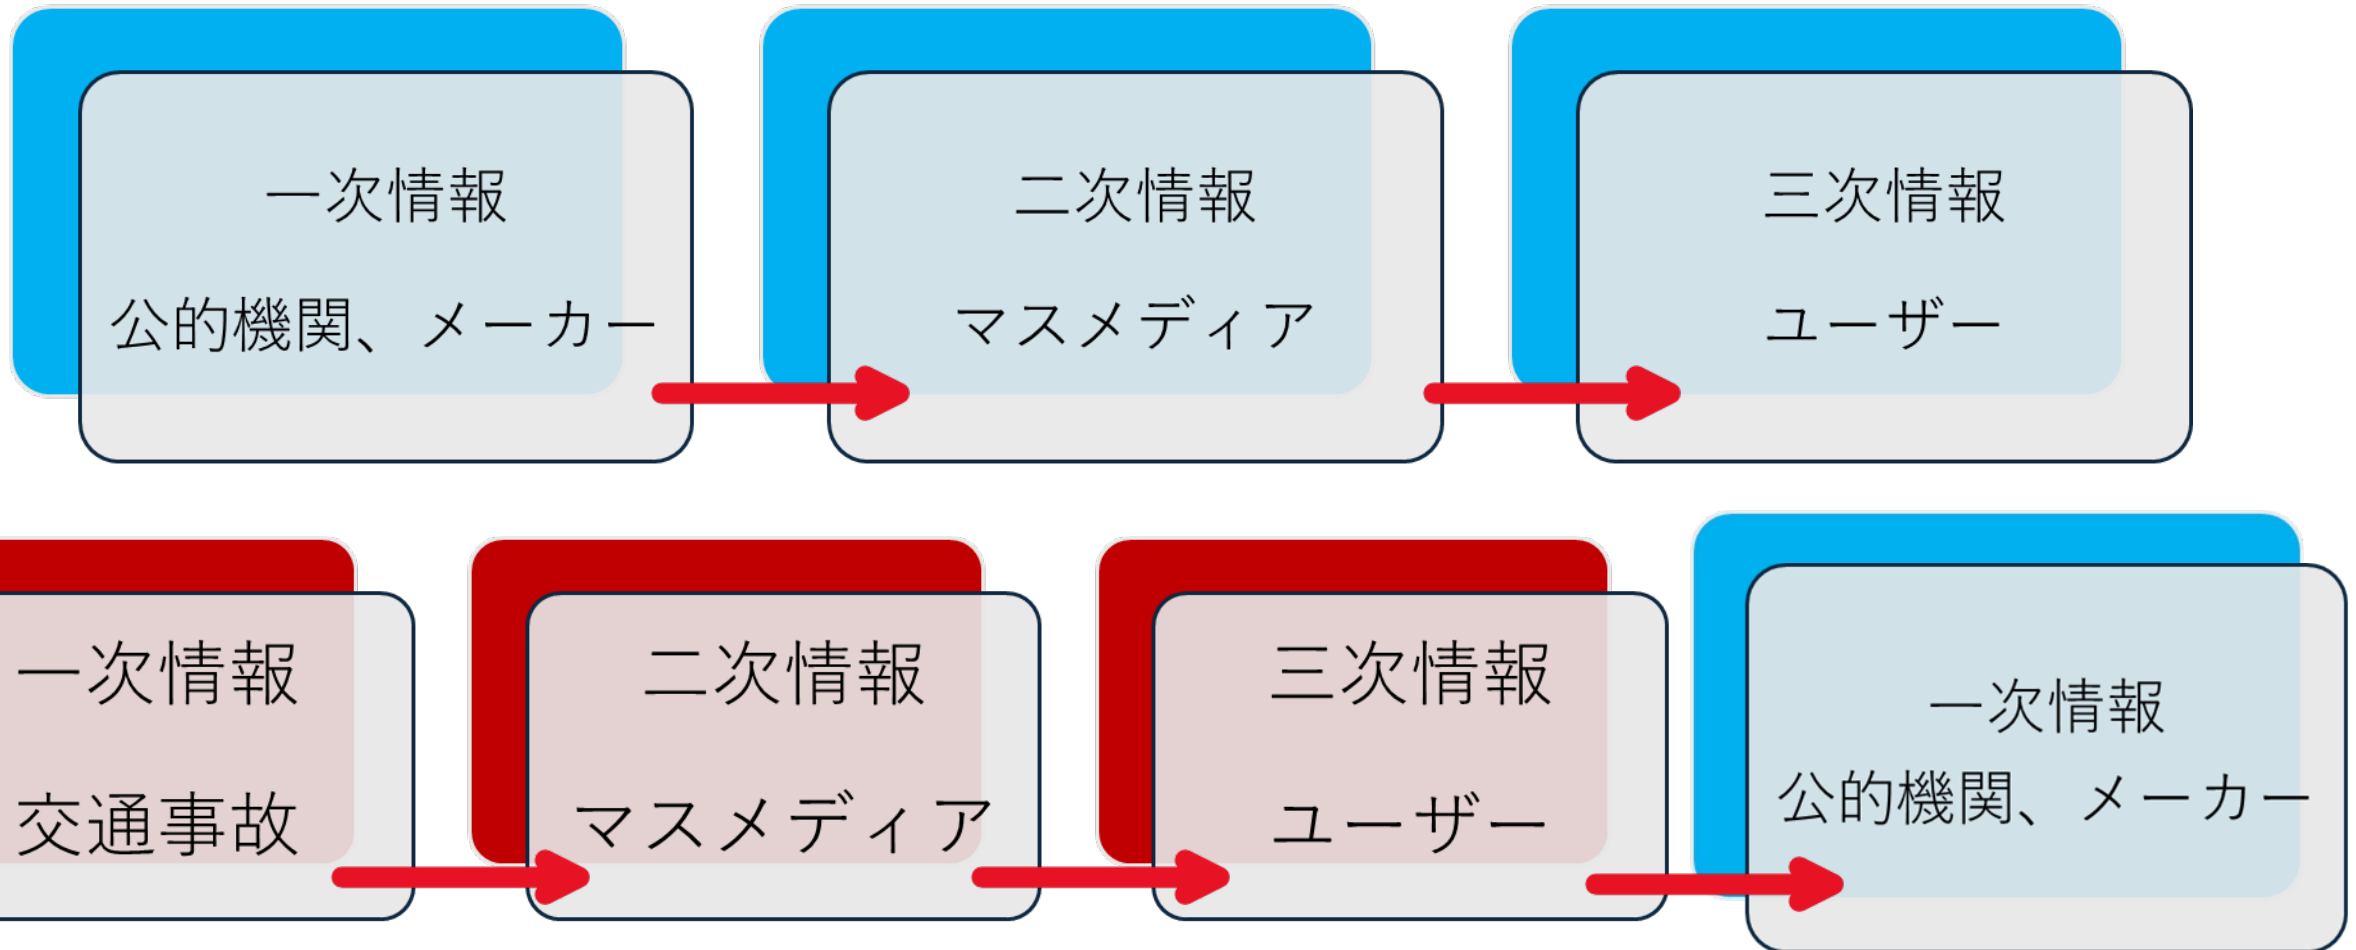 一次情報
公的機関、メーカー
二次情報
マスメディア
三次情報
ユーザー
一次情報
交通事故
二次情報
マスメディア
三次情報
ユーザー
一次情報
公的機関、メーカー